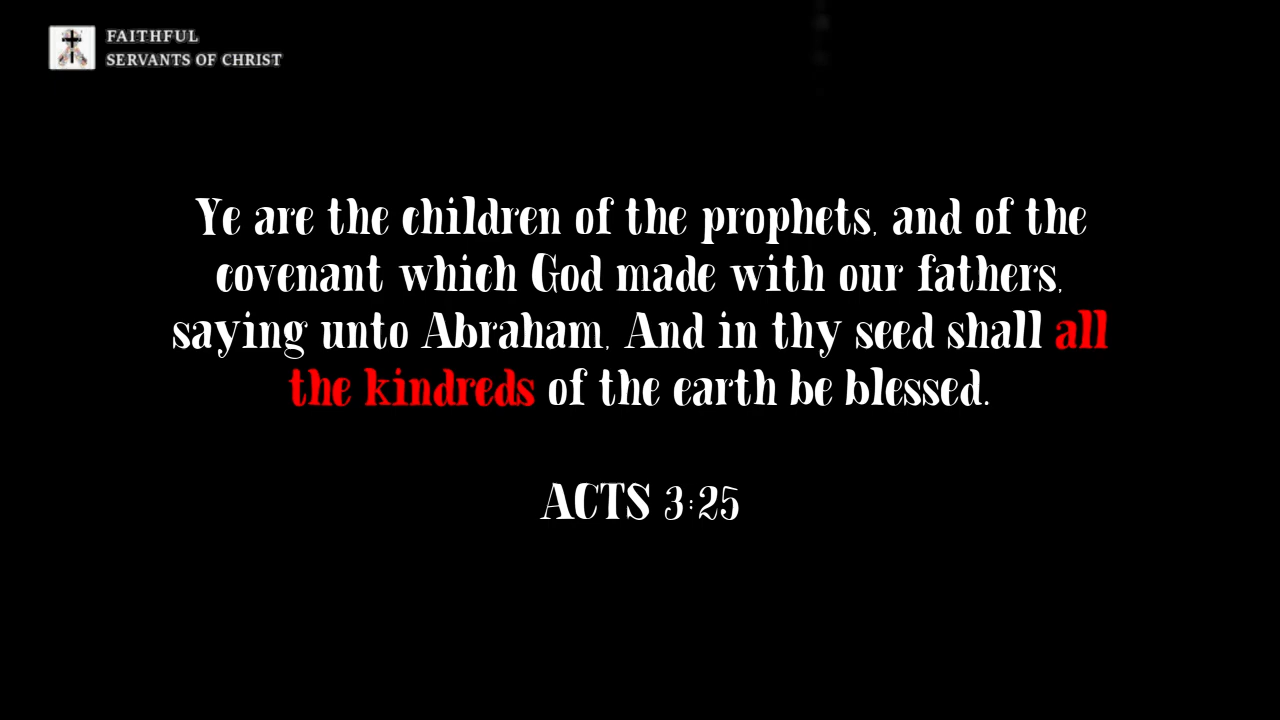 FAITHFUL
SERVANTS OF CHRIST
Ye are the children of the prophets, and of the
covenant which God made with our fathers,
saying unto Abraham, And in thy seed shall all
the kindreds of the earth be blessed.
ACTS 3:25